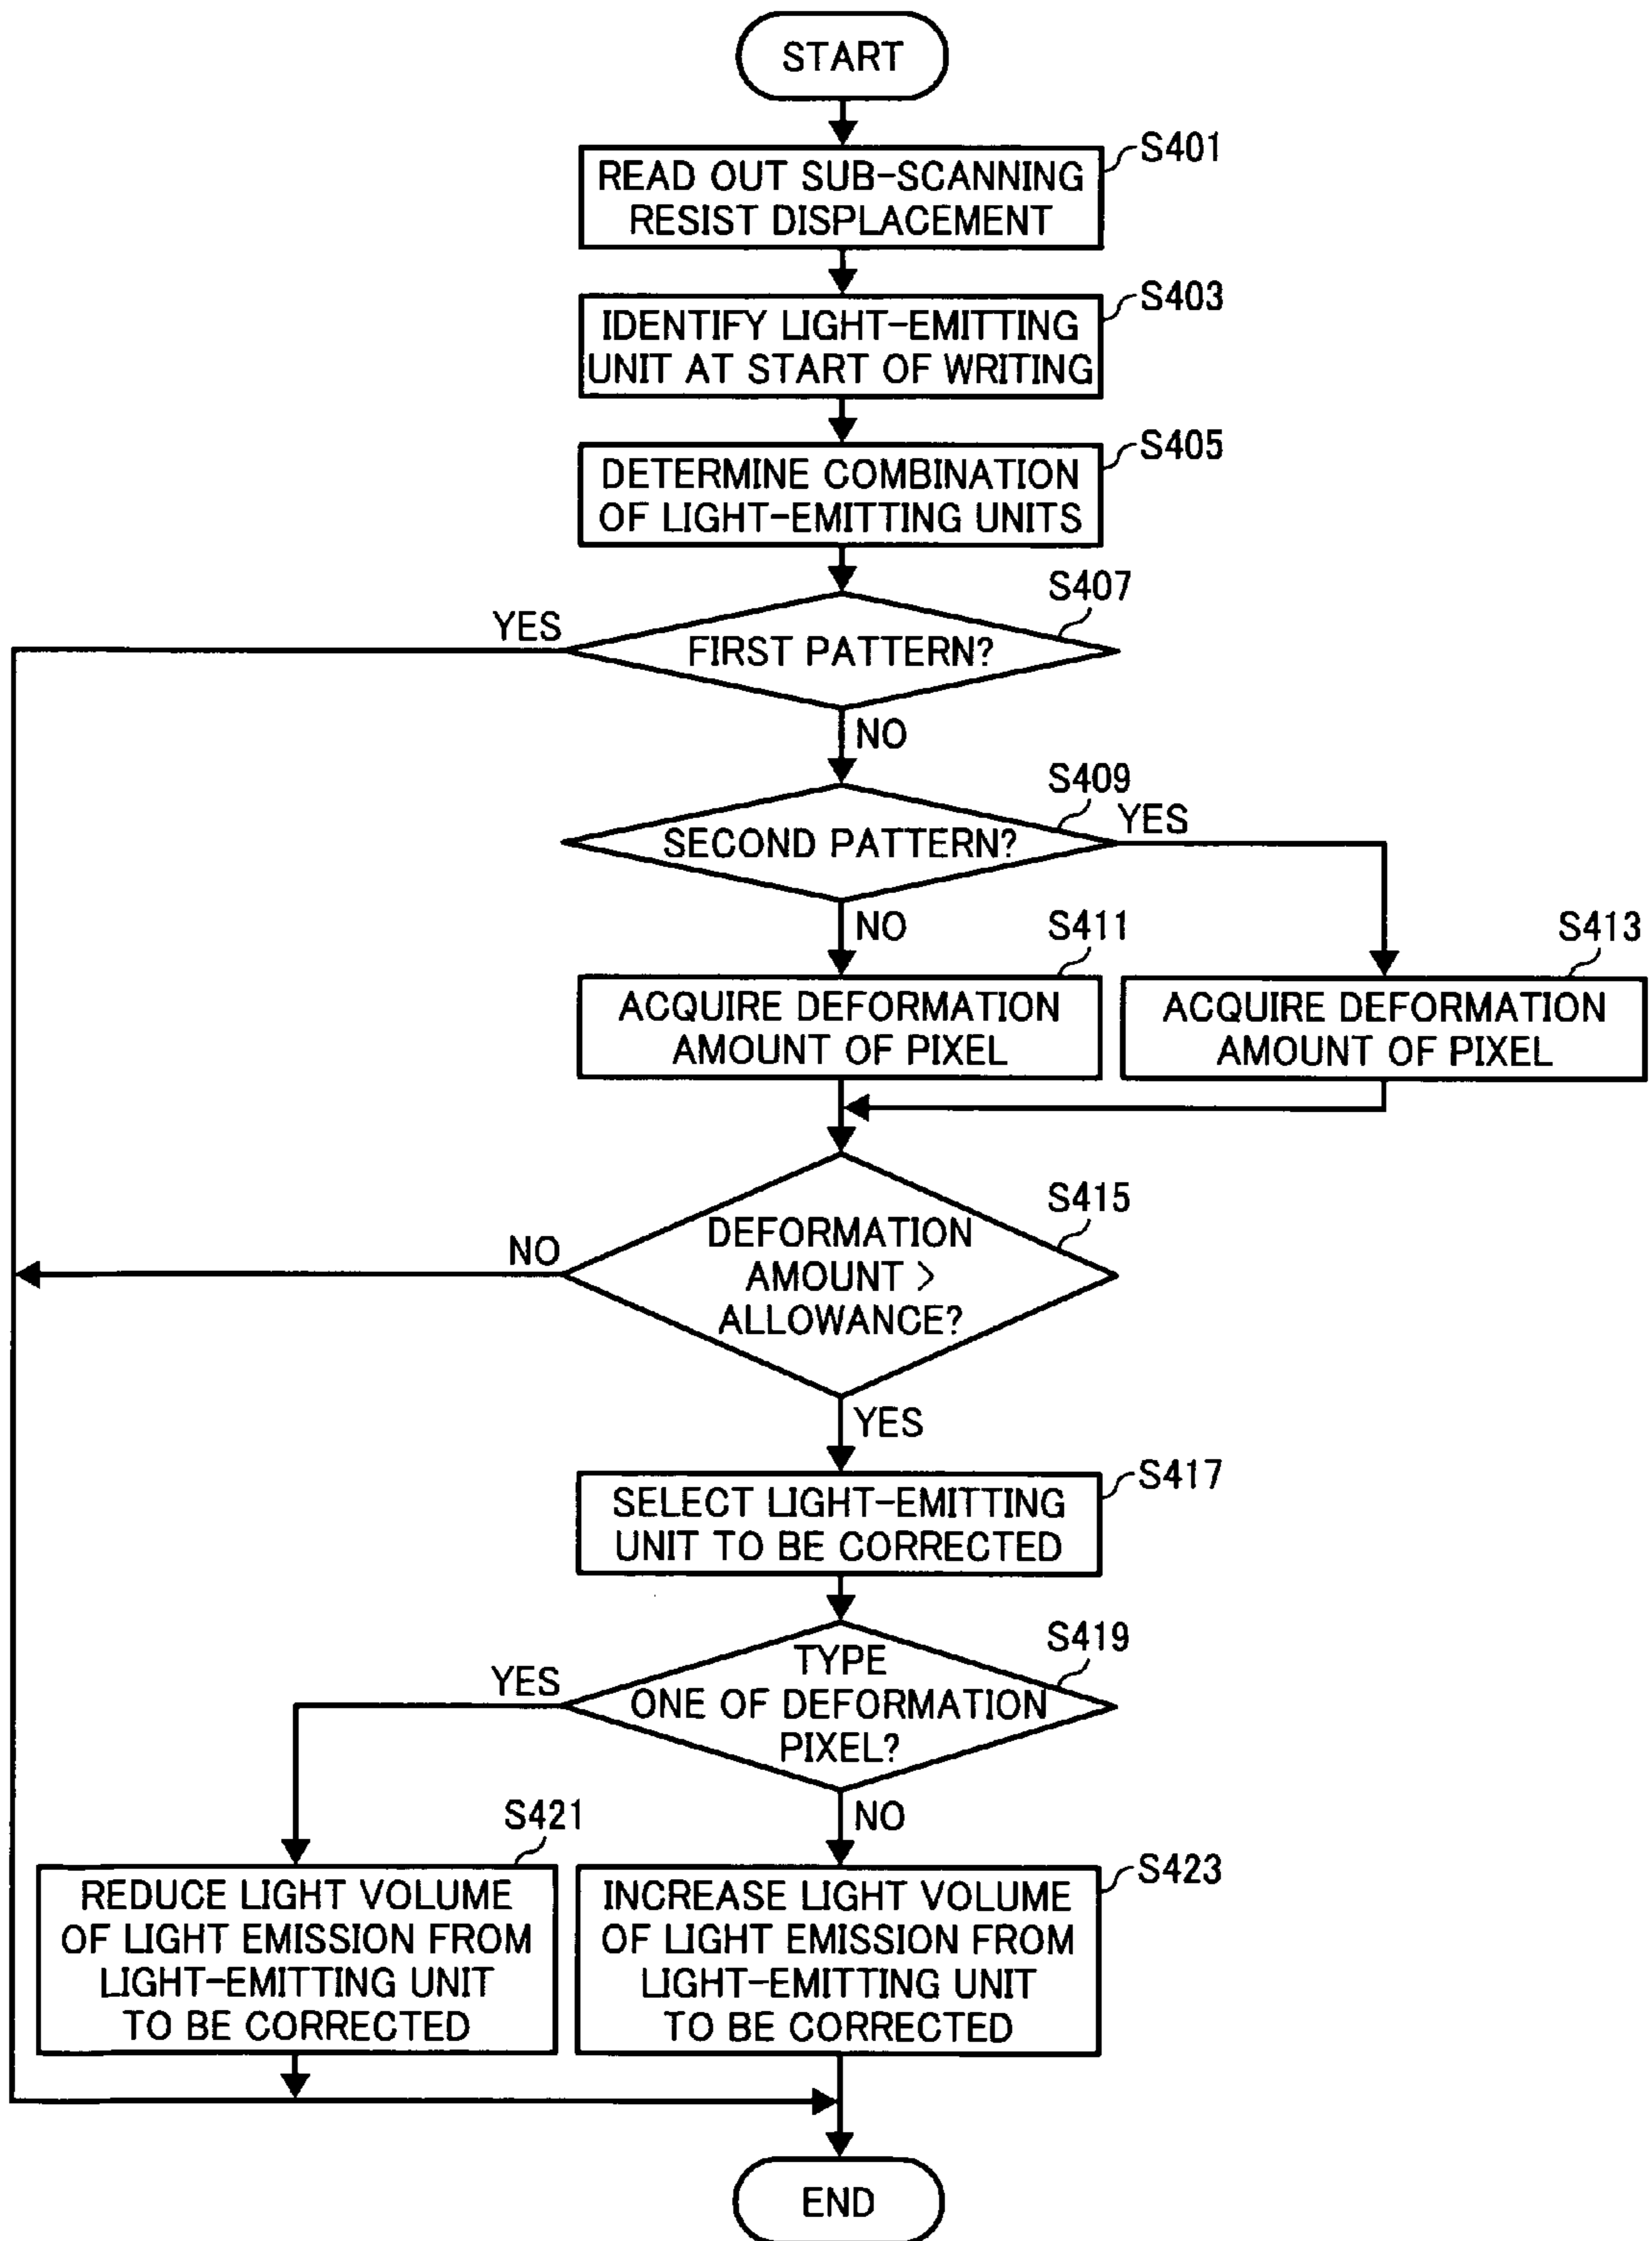 START
S401
READ OUT SUB-SCANNING
RESIST DISPLACEMENT
S403
IDENTIFY LIGHT-EMITTING
UNIT AT START OF WRITING
S405
DETERMINE COMBINATION
OF LIGHT-EMITTING UNITS
S407
YES
FIRST PATTERN?
NO
S409
YES
SECOND PATTERN?
NO
S411
S413
ACQUIRE DEFORMATION
AMOUNT OF PIXEL
ACQUIRE DEFORMATION
AMOUNT OF PIXEL
S415
NO
DEFORMATION
AMOUNT >
ALLOWANCE?
YES
S417
SELECT LIGHT-EMITTING
UNIT TO BE CORRECTED
S419
YES
TYPE
ONE OF DEFORMATION
PIXEL?
NO
S421
REDUCE LIGHT VOLUME
OF LIGHT EMISSION FROM
LIGHT-EMITTING UNIT
TO BE CORRECTED
S423
INCREASE LIGHT VOLUME
OF LIGHT EMISSION FROM
LIGHT-EMITTING UNIT
TO BE CORRECTED
END